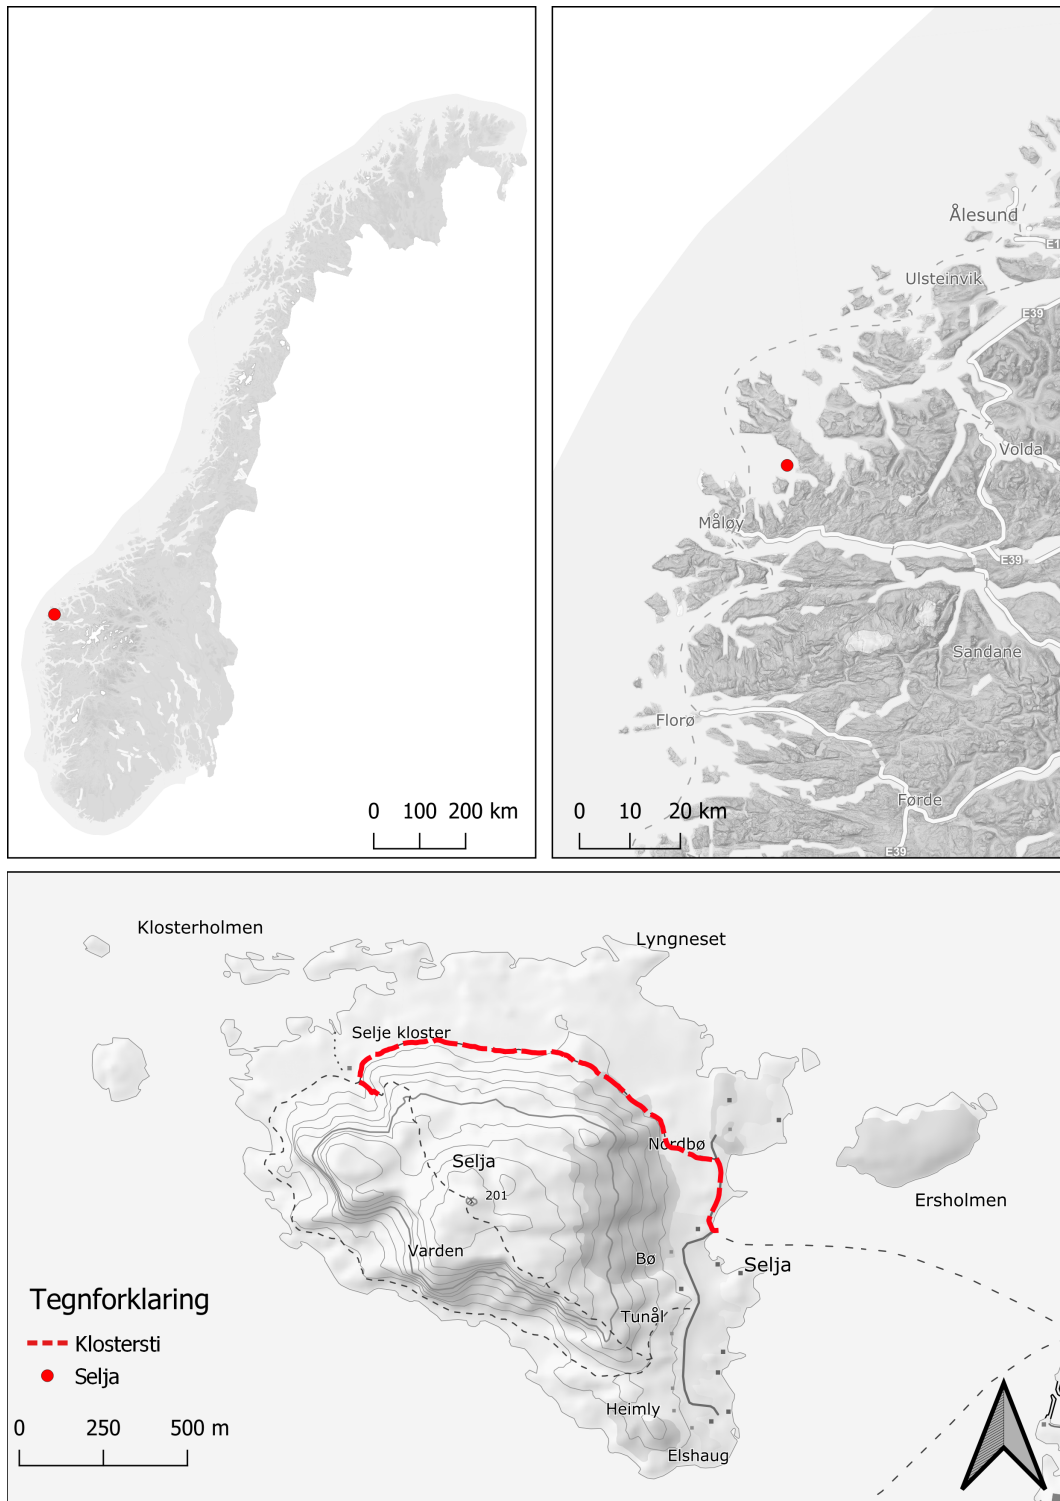 0 100 200 km
Ålesund
E1
Ulsteinvik
E39
Volda
Måløy
E39
Sandane
Florø
Førde
0 10 20 km
E39
Klosterholmen
Lyngneset
Selje kloster
Nordbø
Selja
201
Ersholmen
Varden
Bø
Selja
Tunål
Heimly
Elshaug
Tegnforklaring
Klostersti
Selja
0 250 500 m